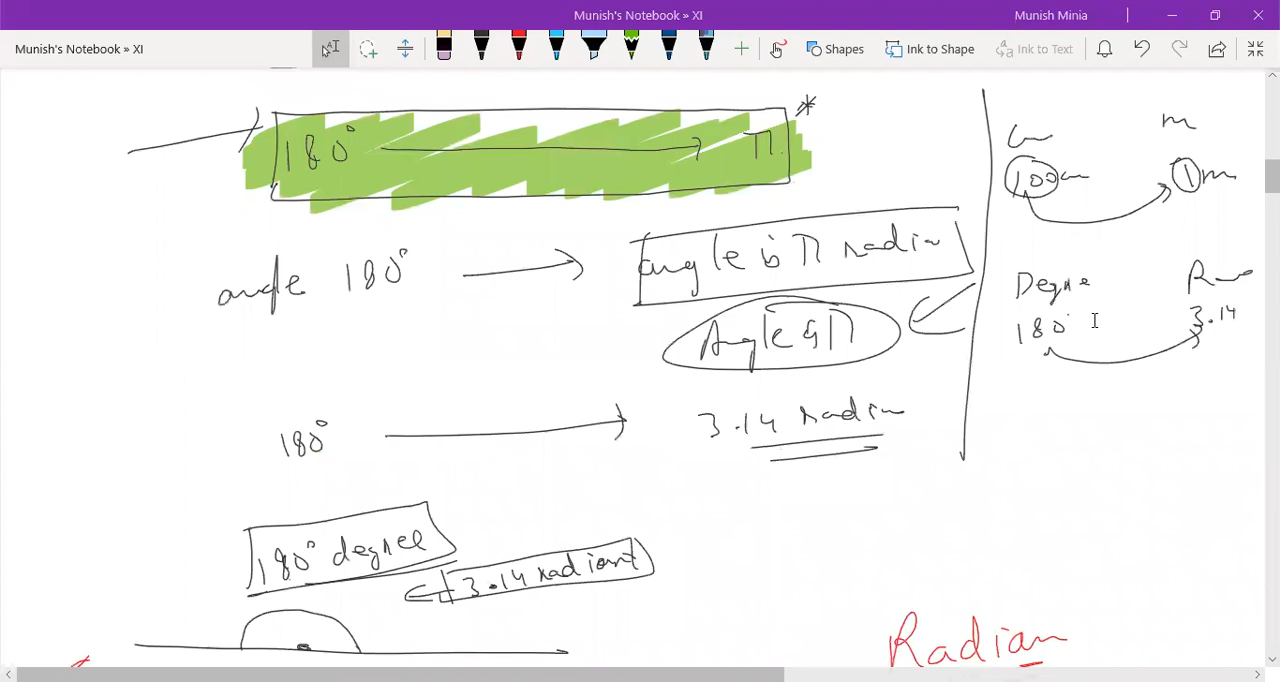 Munish's Notebook » XI
Munish Minia
Munish's Notebook » XI
Shapes
Ink to Shape
Ink to Text
180° → π *
angle 180° → angle is π radian
Angle is π
180° → 3.14 radian
180° degree
3.14 radiant
Radian
cm m
100cm 1m
Degree
180° 3.14